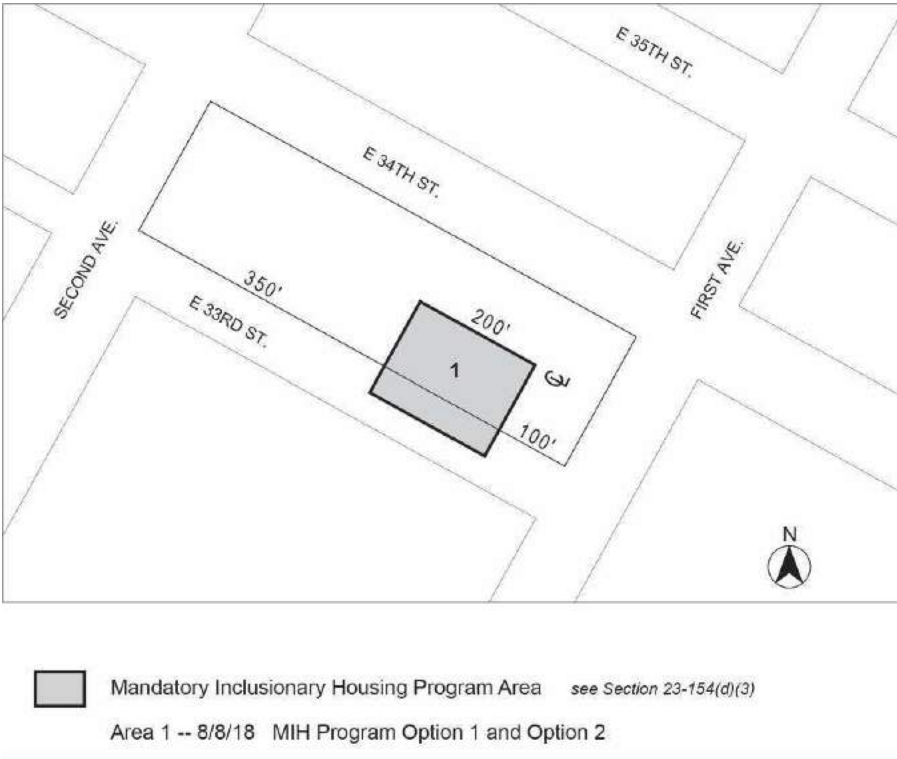 E 35TH ST.
E 34TH ST.
SECOND AVE.
FIRST AVE.
350'
E 33RD ST.
200'
1
100'
N
Mandatory Inclusionary Housing Program Area see Section 23-154(d)(3)
Area 1 -- 8/8/18 MIH Program Option 1 and Option 2